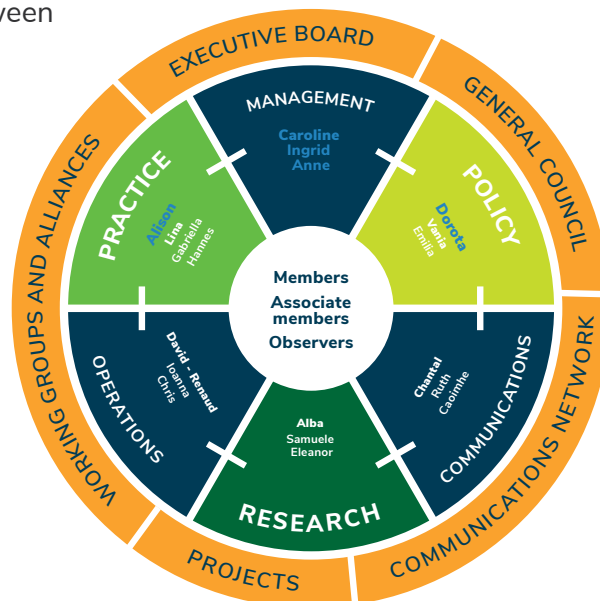 veen
EXECUTIVE BOARD
GENERAL COUNCIL
COMMUNICATIONS NETWORK
PROJECTS
WORKING GROUPS AND ALLIANCES
MANAGEMENT
Caroline
Ingrid
Anne
POLICY
Dorota
Vania
Emilia
COMMUNICATIONS
Chantal
Ruth
Caoimhe
RESEARCH
Alba
Samuele
Eleanor
OPERATIONS
David - Renaud
Ioanna
Chris
PRACTICE
Alison
Lina
Gabriella
Hannes
Members
Associate
members
Observers